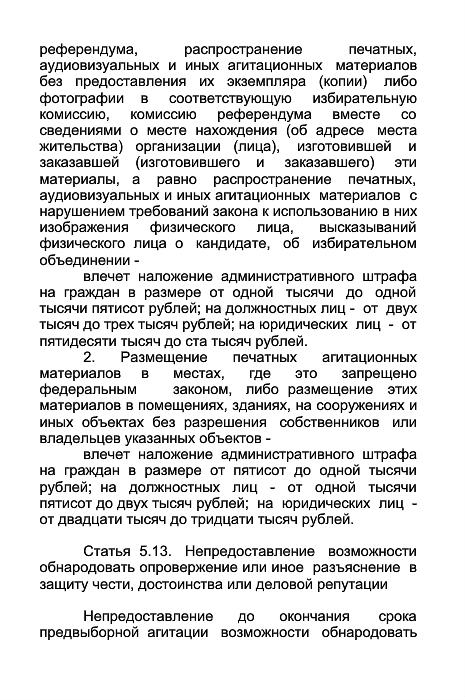 референдума, распространение печатных,
аудиовизуальных и иных агитационных материалов
без предоставления их экземпляра (копии) либо
фотографии в соответствующую избирательную
комиссию, комиссию референдума вместе со
сведениями о месте нахождения (об адресе места
жительства) организации (лица), изготовившей и
заказавшей (изготовившего и заказавшего) эти
материалы, а равно распространение печатных,
аудиовизуальных и иных агитационных материалов с
нарушением требований закона к использованию в них
изображения физического лица, высказываний
физического лица о кандидате, об избирательном
объединении -
влечет наложение административного штрафа
на граждан в размере от одной тысячи до одной
тысячи пятисот рублей; на должностных лиц - от двух
тысяч до трех тысяч рублей; на юридических лиц - от
пятидесяти тысяч до ста тысяч рублей.
2. Размещение печатных агитационных
материалов в местах, где это запрещено
федеральным законом, либо размещение этих
материалов в помещениях, зданиях, на сооружениях и
иных объектах без разрешения собственников или
владельцев указанных объектов -
влечет наложение административного штрафа
на граждан в размере от пятисот до одной тысячи
рублей; на должностных лиц - от одной тысячи
пятисот до двух тысяч рублей; на юридических лиц -
от двадцати тысяч до тридцати тысяч рублей.
Статья 5.13. Непредоставление возможности
обнародовать опровержение или иное разъяснение в
защиту чести, достоинства или деловой репутации
Непредоставление до окончания срока
предвыборной агитации возможности обнародовать